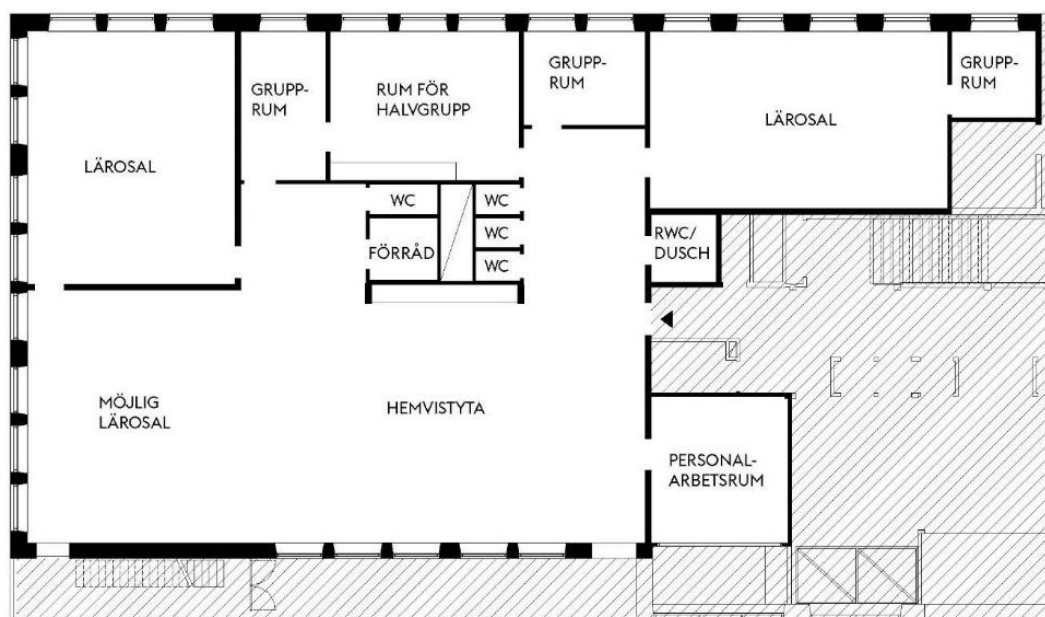 GRUPP-
RUM
RUM FÖR
HALVGRUPP
GRUPP-
RUM
GRUPP-
RUM
LÄROSAL
LÄROSAL
WC
WC
WC
WC
FÖRRÅD
RWC/
DUSCH
MÖJLIG
LÄROSAL
HEMVISTYTA
PERSONAL-
ARBETSRUM